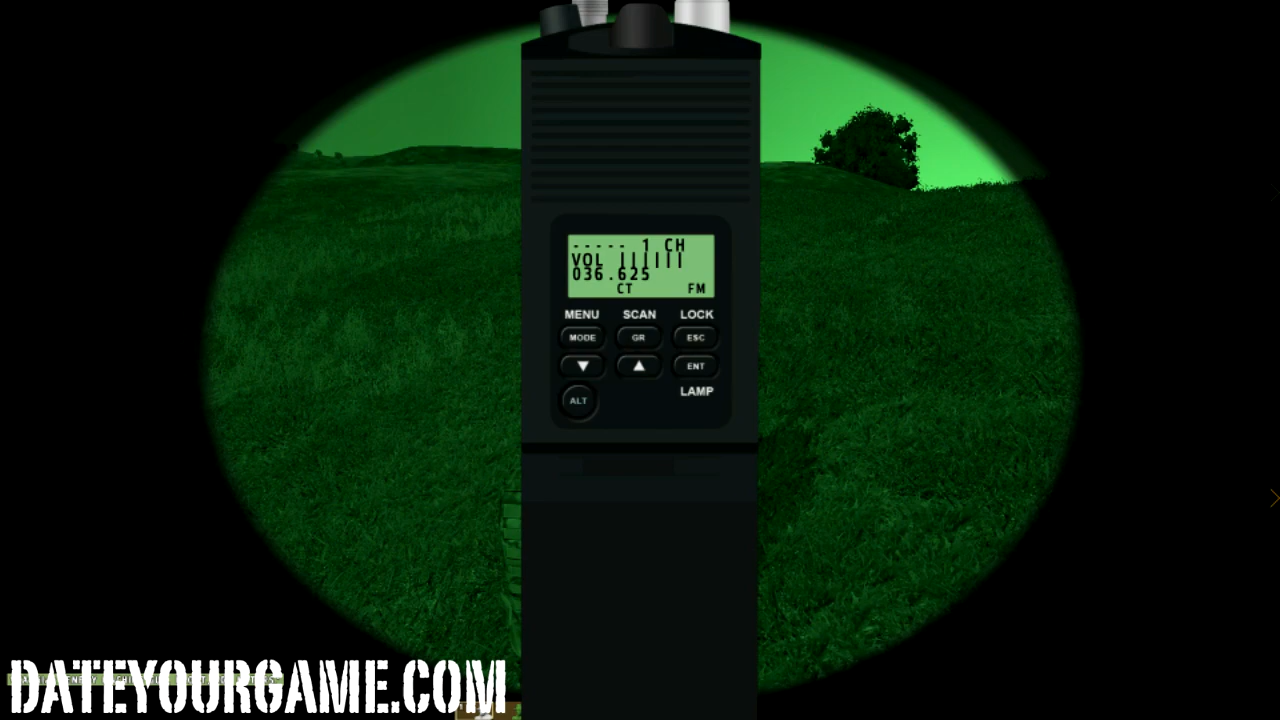 ----- 1 CH
VOL ||||||
036.625
CT FM
MENU SCAN LOCK
MODE GR ESC
▼ ▲ ENT
LAMP
ALT
DATEYOURGAME.COM